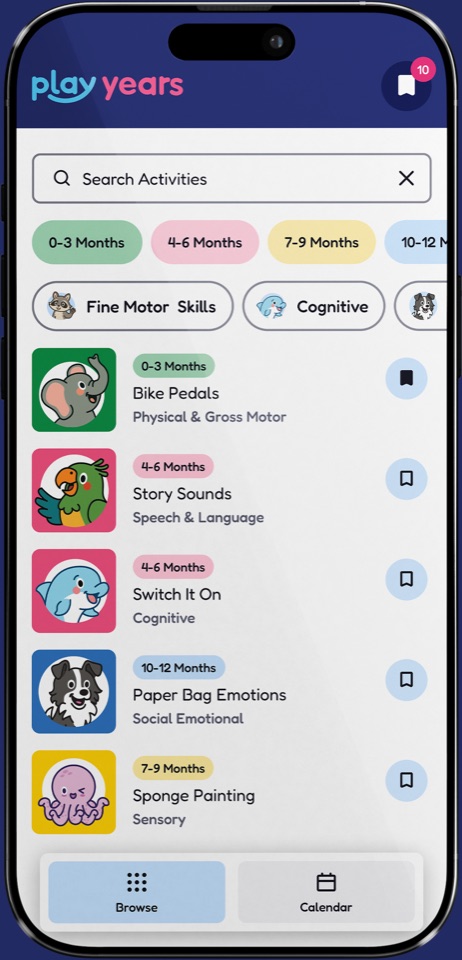 play years
10
Search Activities
0-3 Months
4-6 Months
7-9 Months
10-12 M
Fine Motor Skills
Cognitive
0-3 Months
Bike Pedals
Physical & Gross Motor
4-6 Months
Story Sounds
Speech & Language
4-6 Months
Switch It On
Cognitive
10-12 Months
Paper Bag Emotions
Social Emotional
7-9 Months
Sponge Painting
Sensory
Browse
Calendar